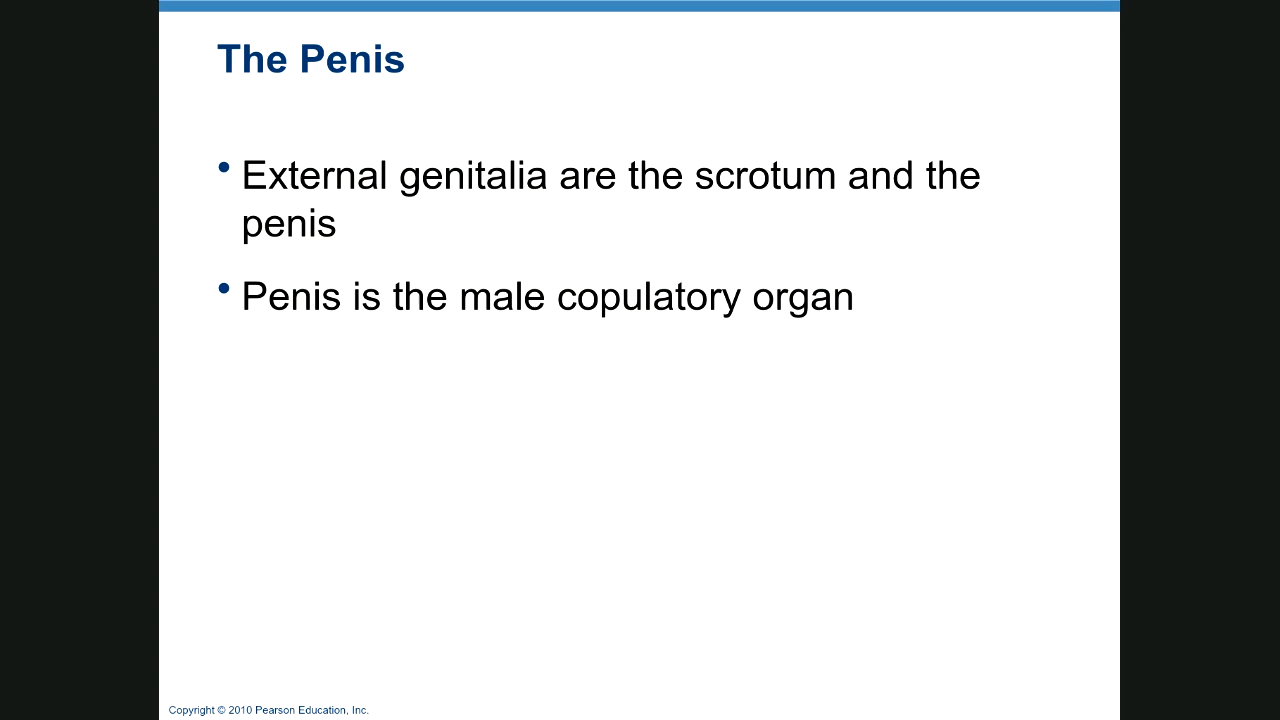 The Penis
• External genitalia are the scrotum and the
penis
• Penis is the male copulatory organ
Copyright © 2010 Pearson Education, Inc.